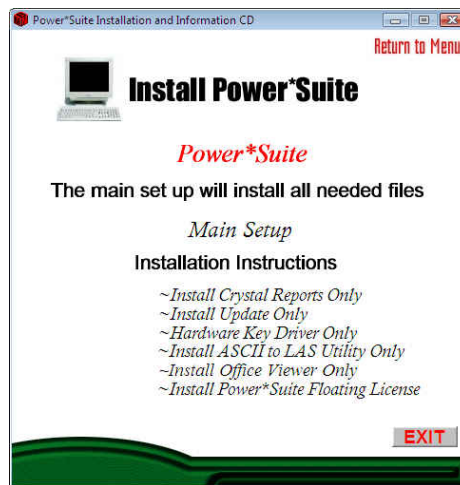 Power*Suite Installation and Information CD
Return to Menu
Install Power*Suite
Power*Suite
The main set up will install all needed files
Main Setup
Installation Instructions
~Install Crystal Reports Only
~Install Update Only
~Hardware Key Driver Only
~Install ASCII to LAS Utility Only
~Install Office Viewer Only
~Install Power*Suite Floating License
EXIT